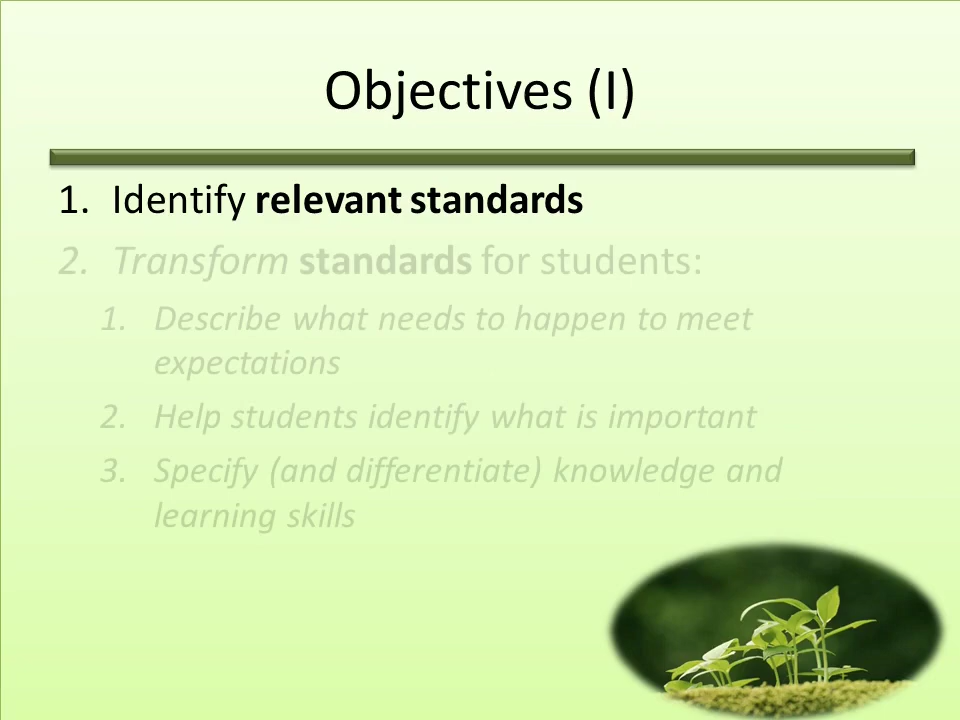 Objectives (I)
1. Identify relevant standards
2. Transform standards for students:
1. Describe what needs to happen to meet
expectations
2. Help students identify what is important
3. Specify (and differentiate) knowledge and
learning skills